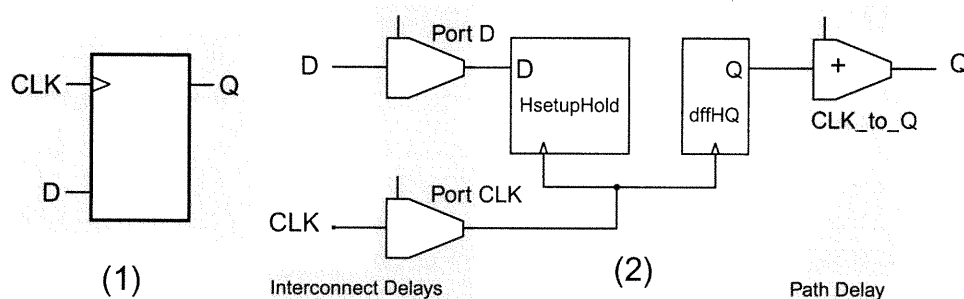 CLK
Q
D
(1)
Port D
D
D
HsetupHold
Q
dffHQ
+
CLK_to_Q
Q
Port CLK
CLK
(2)
Interconnect Delays
Path Delay